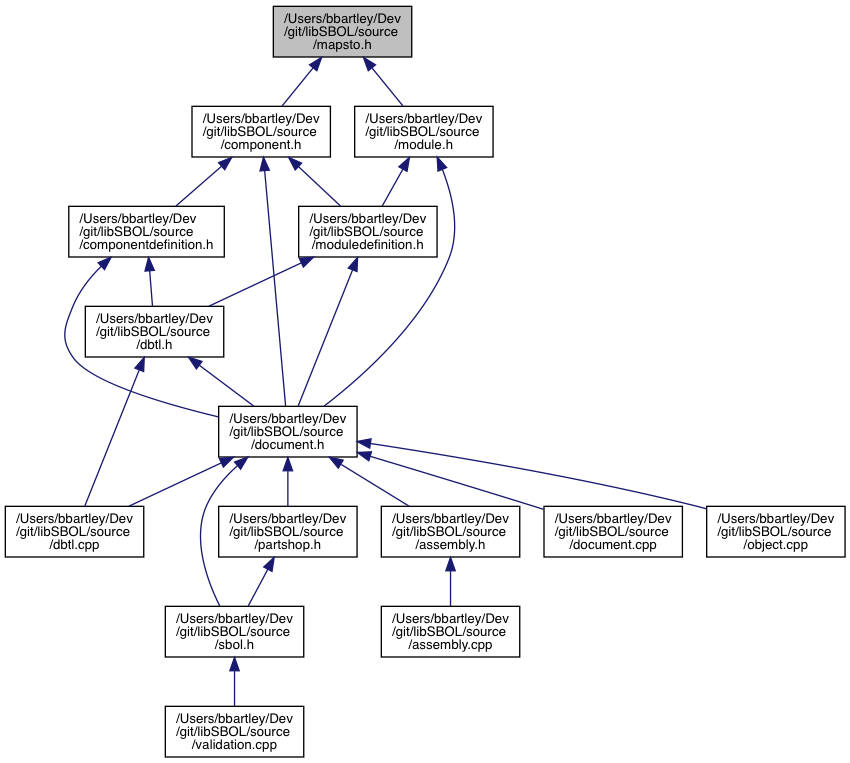 /Users/bbartley/Dev
/git/libSBOL/source
/mapsto.h
/Users/bbartley/Dev
/git/libSBOL/source
/component.h
/Users/bbartley/Dev
/git/libSBOL/source
/module.h
/Users/bbartley/Dev
/git/libSBOL/source
/componentdefinition.h
/Users/bbartley/Dev
/git/libSBOL/source
/moduledefinition.h
/Users/bbartley/Dev
/git/libSBOL/source
/dbtl.h
/Users/bbartley/Dev
/git/libSBOL/source
/document.h
/Users/bbartley/Dev
/git/libSBOL/source
/dbtl.cpp
/Users/bbartley/Dev
/git/libSBOL/source
/partshop.h
/Users/bbartley/Dev
/git/libSBOL/source
/assembly.h
/Users/bbartley/Dev
/git/libSBOL/source
/document.cpp
/Users/bbartley/Dev
/git/libSBOL/source
/object.cpp
/Users/bbartley/Dev
/git/libSBOL/source
/sbol.h
/Users/bbartley/Dev
/git/libSBOL/source
/assembly.cpp
/Users/bbartley/Dev
/git/libSBOL/source
/validation.cpp